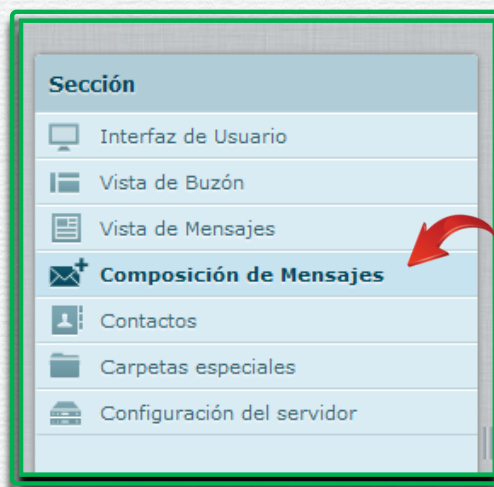 Sección
Interfaz de Usuario
Vista de Buzón
Vista de Mensajes
Composición de Mensajes
Contactos
Carpetas especiales
Configuración del servidor